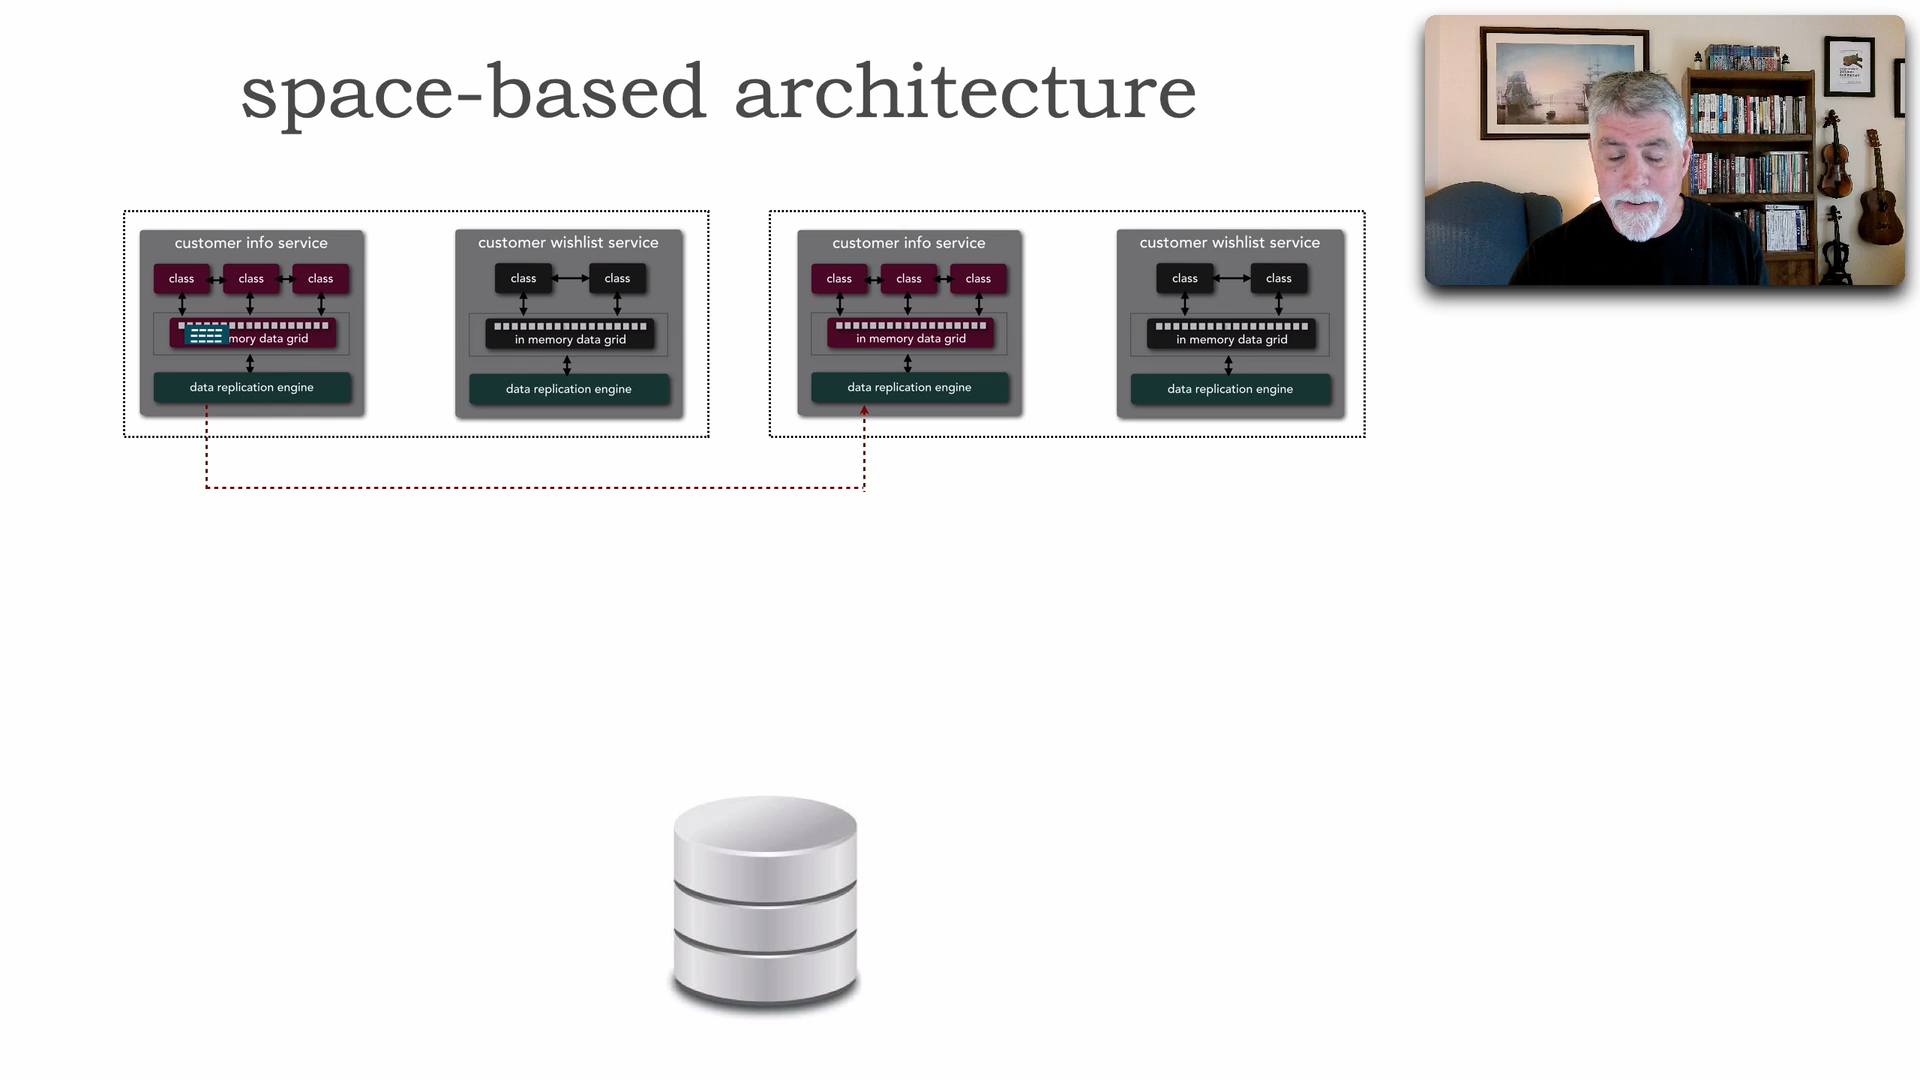 space-based architecture
customer info service
class class class
mory data grid
data replication engine
customer wishlist service
class class
in memory data grid
data replication engine
customer info service
class class class
in memory data grid
data replication engine
customer wishlist service
class class
in memory data grid
data replication engine